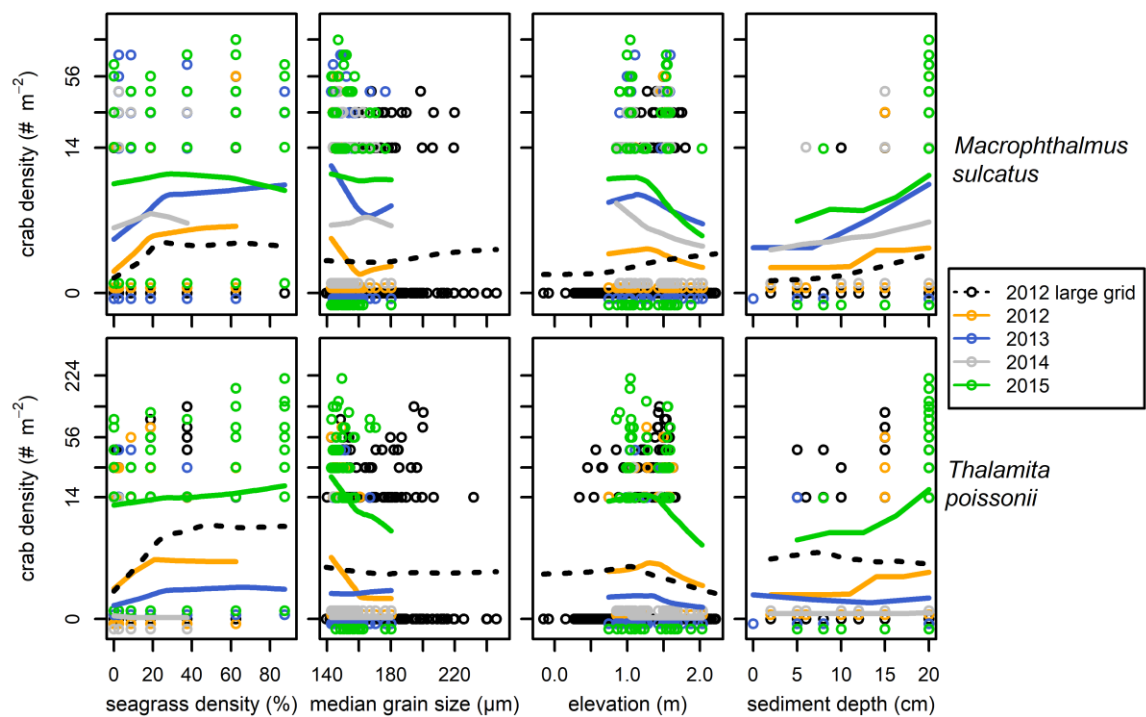 crab density (# m⁻²)
56
14
0
Macrophthalmus
sulcatus
2012 large grid
2012
2013
2014
2015
crab density (# m⁻²)
224
56
14
0
Thalamita
poissonii
0 20 40 60 80
140 180 220
0.0 1.0 2.0
0 5 10 15 20
seagrass density (%)
median grain size (µm)
elevation (m)
sediment depth (cm)